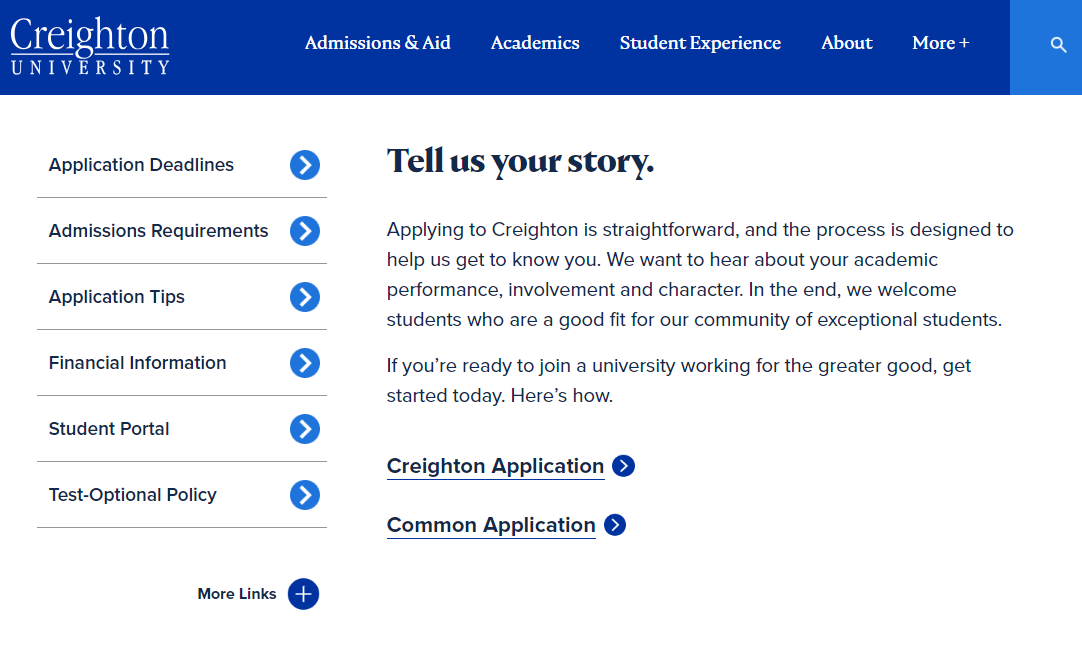 Creighton
UNIVERSITY
Admissions & Aid
Academics
Student Experience
About
More +
Application Deadlines
Admissions Requirements
Application Tips
Financial Information
Student Portal
Test-Optional Policy
More Links
Tell us your story.
Applying to Creighton is straightforward, and the process is designed to
help us get to know you. We want to hear about your academic
performance, involvement and character. In the end, we welcome
students who are a good fit for our community of exceptional students.
If you’re ready to join a university working for the greater good, get
started today. Here’s how.
Creighton Application
Common Application